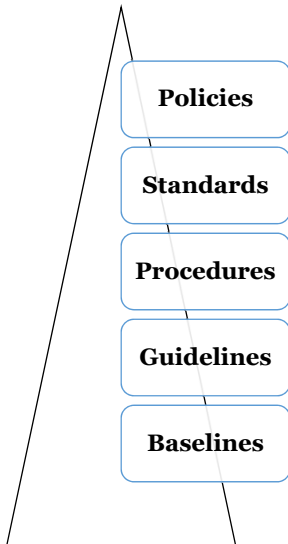 Policies
Standards
Procedures
Guidelines
Baselines